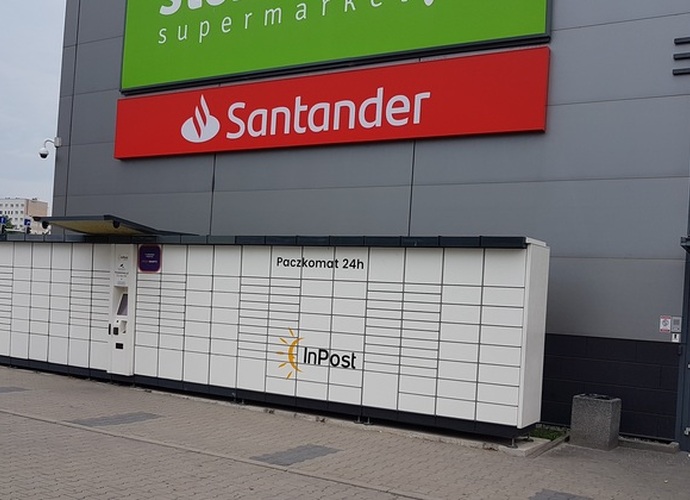 supermarket
Santander
Paczkomat 24h
InPost